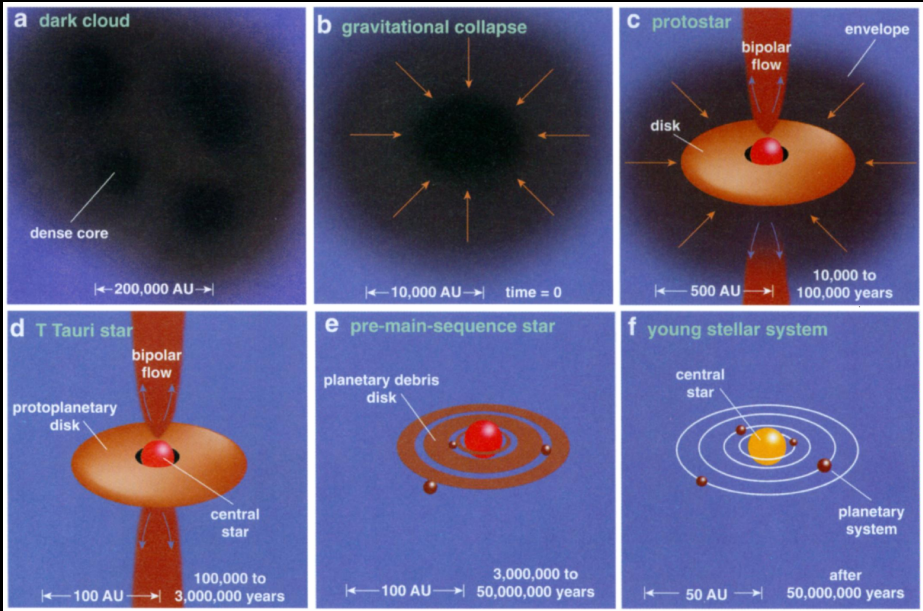 a dark cloud
dense core
200,000 AU
b gravitational collapse
10,000 AU
time = 0
c protostar
envelope
bipolar
flow
disk
500 AU
10,000 to
100,000 years
d T Tauri star
bipolar
flow
protoplanetary
disk
central
star
100 AU
100,000 to
3,000,000 years
e pre-main-sequence star
planetary debris
disk
100 AU
3,000,000 to
50,000,000 years
f young stellar system
central
star
planetary
system
50 AU
after
50,000,000 years